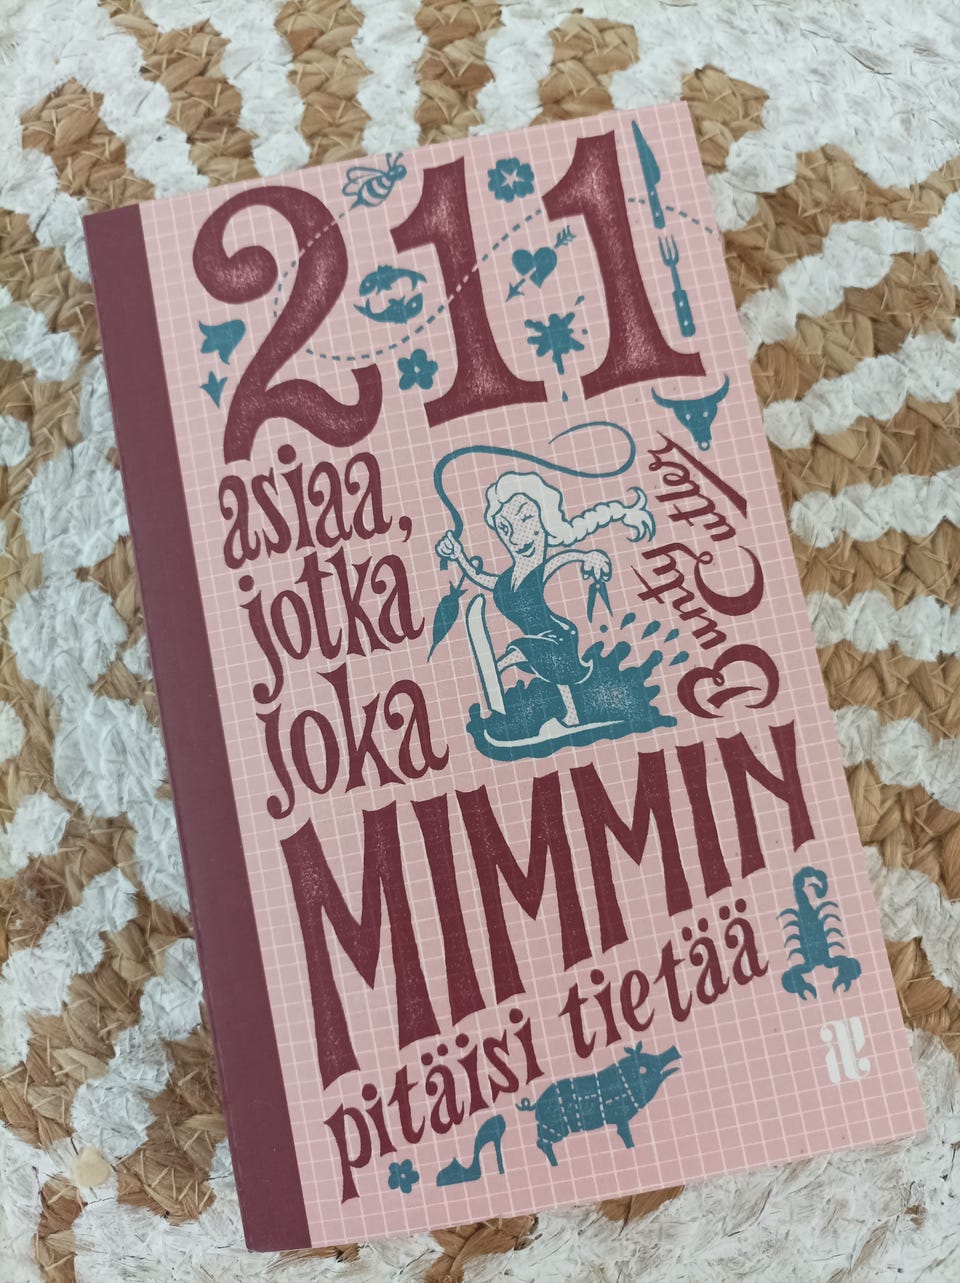 211
asiaa,
jotka
joka
MIMMIN
pitäisi tietää
Bunty Cutler